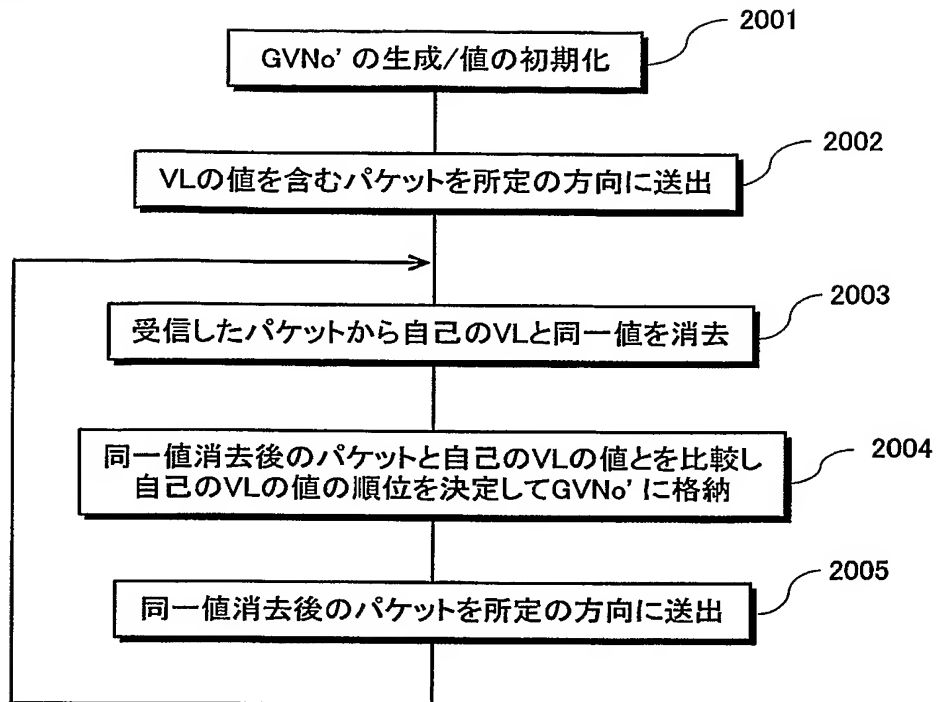 2001
GVNo'の生成/値の初期化
2002
VLの値を含むパケットを所定の方向に送出
2003
受信したパケットから自己のVLと同一値を消去
2004
同一値消去後のパケットと自己のVLの値とを比較し
自己のVLの値の順位を決定してGVNo'に格納
2005
同一値消去後のパケットを所定の方向に送出